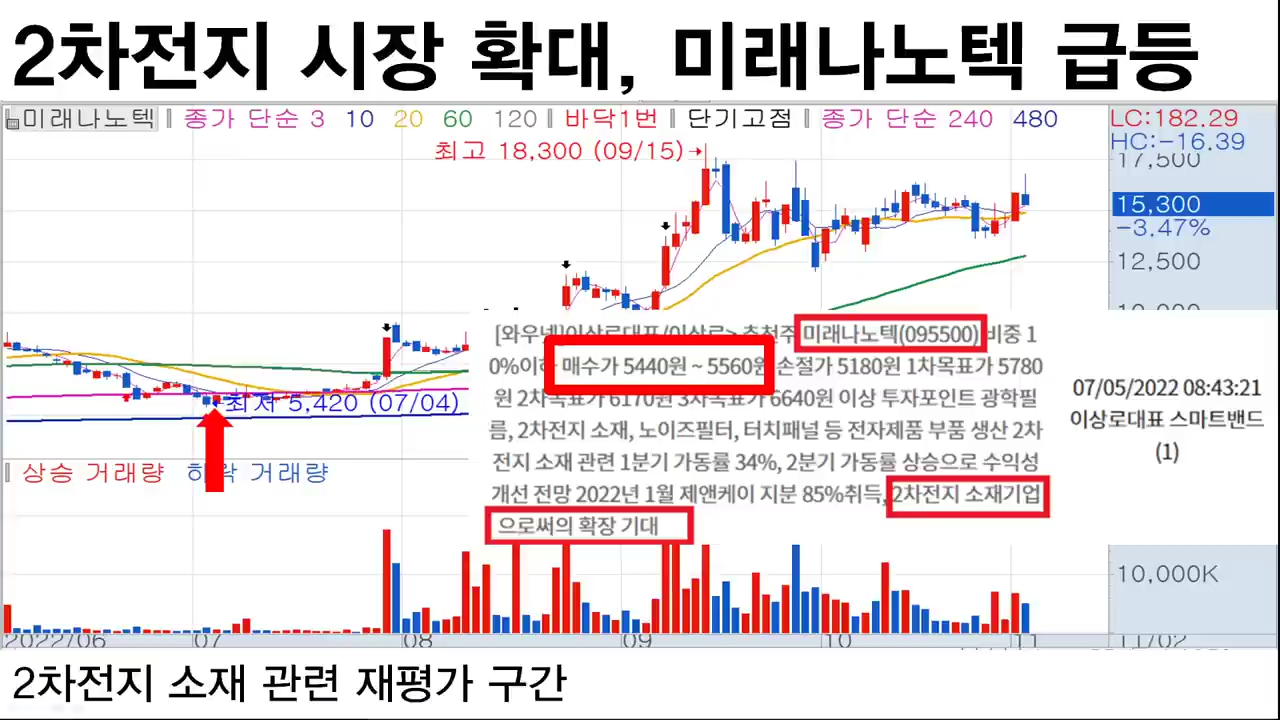 2차전지 시장 확대, 미래나노텍 급등
미래나노텍 종가 단순 3 10 20 60 120 바닥1번 단기고점 종가 단순 240 480
LC:182.29
HC:-16.39
최고 18,300 (09/15)
17,500
15,300
-3.47%
12,500
[와우넷]이상로대표/이상로> 추천주 미래나노텍(095500) 비중 1
0%이하 매수가 5440원 ~ 5560원 손절가 5180원 1차목표가 5780
원 2차목표가 6170원 3차목표가 6640원 이상 투자포인트 광학필
름, 2차전지 소재, 노이즈필터, 터치패널 등 전자제품 부품 생산 2차
전지 소재 관련 1분기 가동률 34%, 2분기 가동률 상승으로 수익성
개선 전망 2022년 1월 제앤케이 지분 85%취득, 2차전지 소재기업
으로써의 확장 기대
07/05/2022 08:43:21
이상로대표 스마트밴드
(1)
최저 5,420 (07/04)
상승 거래량 하락 거래량
10,000K
2022/06 07 08 09 10 11 11/02
2차전지 소재 관련 재평가 구간